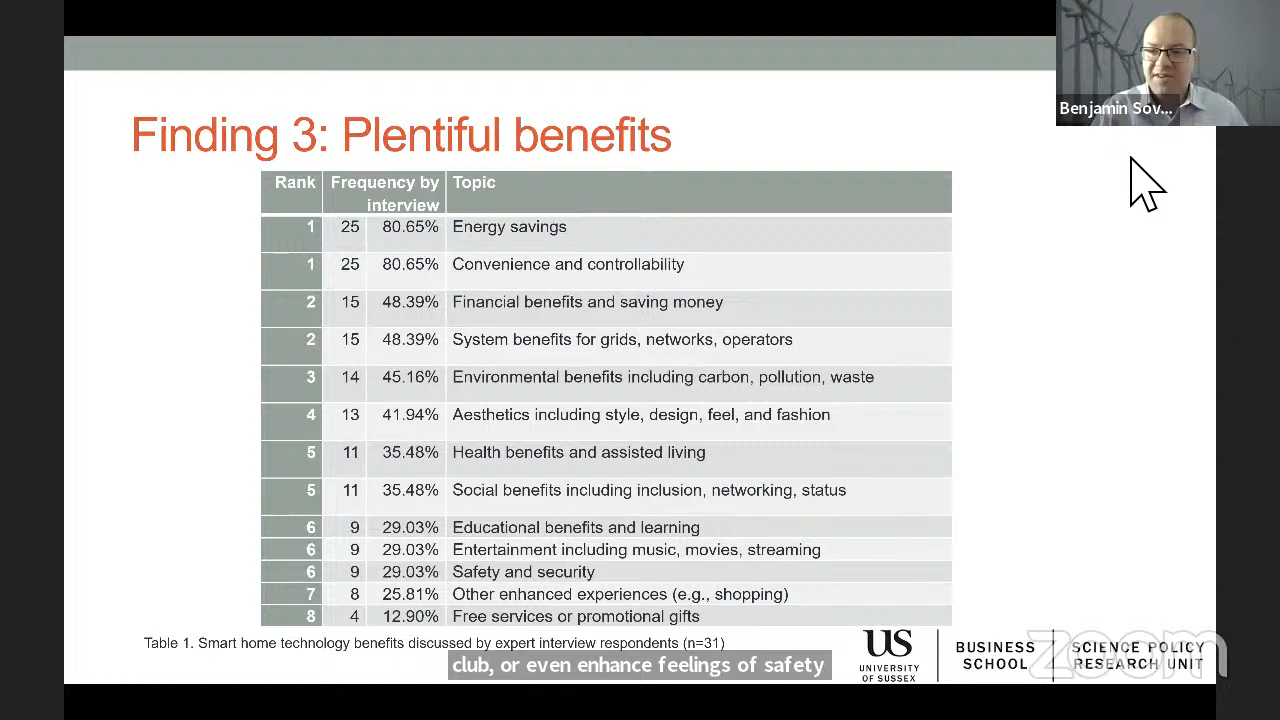 Benjamin Sov...
Finding 3: Plentiful benefits
Rank Frequency by interview Topic
1 25 80.65% Energy savings
1 25 80.65% Convenience and controllability
2 15 48.39% Financial benefits and saving money
2 15 48.39% System benefits for grids, networks, operators
3 14 45.16% Environmental benefits including carbon, pollution, waste
4 13 41.94% Aesthetics including style, design, feel, and fashion
5 11 35.48% Health benefits and assisted living
5 11 35.48% Social benefits including inclusion, networking, status
6 9 29.03% Educational benefits and learning
6 9 29.03% Entertainment including music, movies, streaming
6 9 29.03% Safety and security
7 8 25.81% Other enhanced experiences (e.g., shopping)
8 4 12.90% Free services or promotional gifts
Table 1. Smart home technology benefits discussed by expert interview respondents (n=31)
club, or even enhance feelings of safety
US
UNIVERSITY
OF SUSSEX
BUSINESS
SCHOOL
SCIENCE POLICY
RESEARCH UNIT
zoom